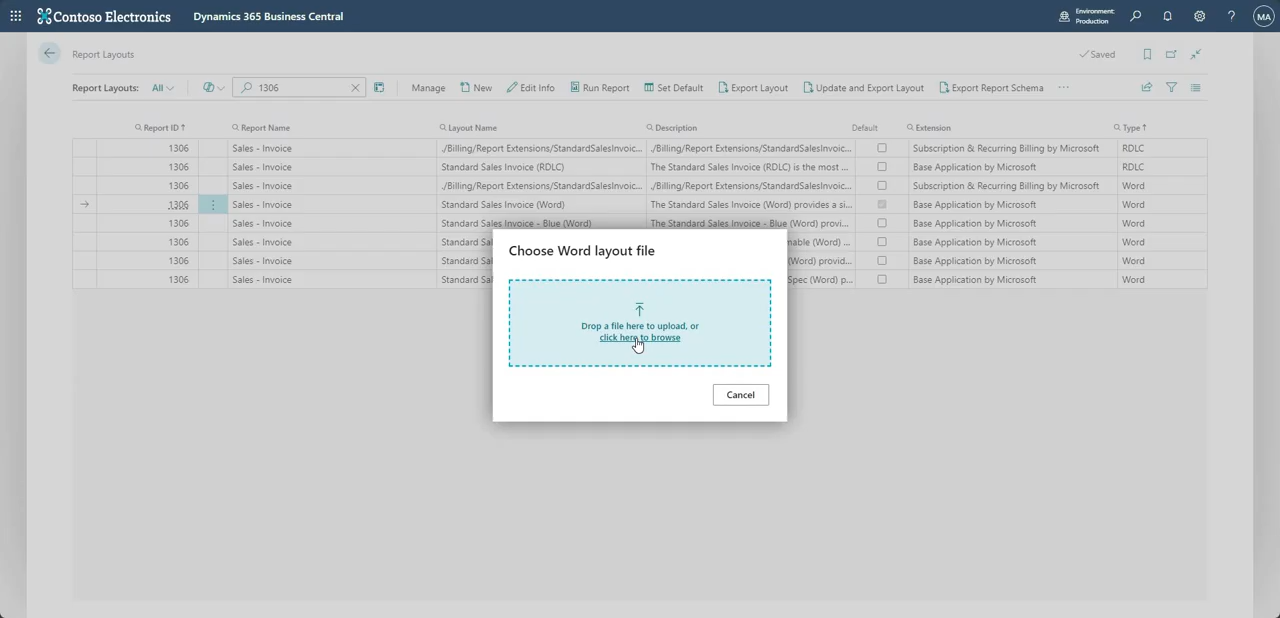 Contoso Electronics Dynamics 365 Business Central Environment: Production ? MA
Report Layouts ✓Saved
Report Layouts: All 1306 Manage New Edit Info Run Report Set Default Export Layout Update and Export Layout Export Report Schema ...
Report ID↑ Report Name Layout Name Description Default Extension Type↑
1306 Sales - Invoice ./Billing/Report Extensions/StandardSalesInvoic... ./Billing/Report Extensions/StandardSalesInvoic... Subscription & Recurring Billing by Microsoft RDLC
1306 Sales - Invoice Standard Sales Invoice (RDLC) The Standard Sales Invoice (RDLC) is the most ... Base Application by Microsoft RDLC
1306 Sales - Invoice ./Billing/Report Extensions/StandardSalesInvoic... ./Billing/Report Extensions/StandardSalesInvoic... Subscription & Recurring Billing by Microsoft Word
1306 Sales - Invoice Standard Sales Invoice (Word) The Standard Sales Invoice (Word) provides a si... Base Application by Microsoft Word
1306 Sales - Invoice Standard Sales Invoice - Blue (Word) The Standard Sales Invoice - Blue (Word) provi... Base Application by Microsoft Word
1306 Sales - Invoice Standard Sal (Word) ... Base Application by Microsoft Word
1306 Sales - Invoice Standard Sal (Word) provid... Base Application by Microsoft Word
1306 Sales - Invoice Standard Sal Spec (Word) p... Base Application by Microsoft Word
Choose Word layout file
Drop a file here to upload, or
click here to browse
Cancel